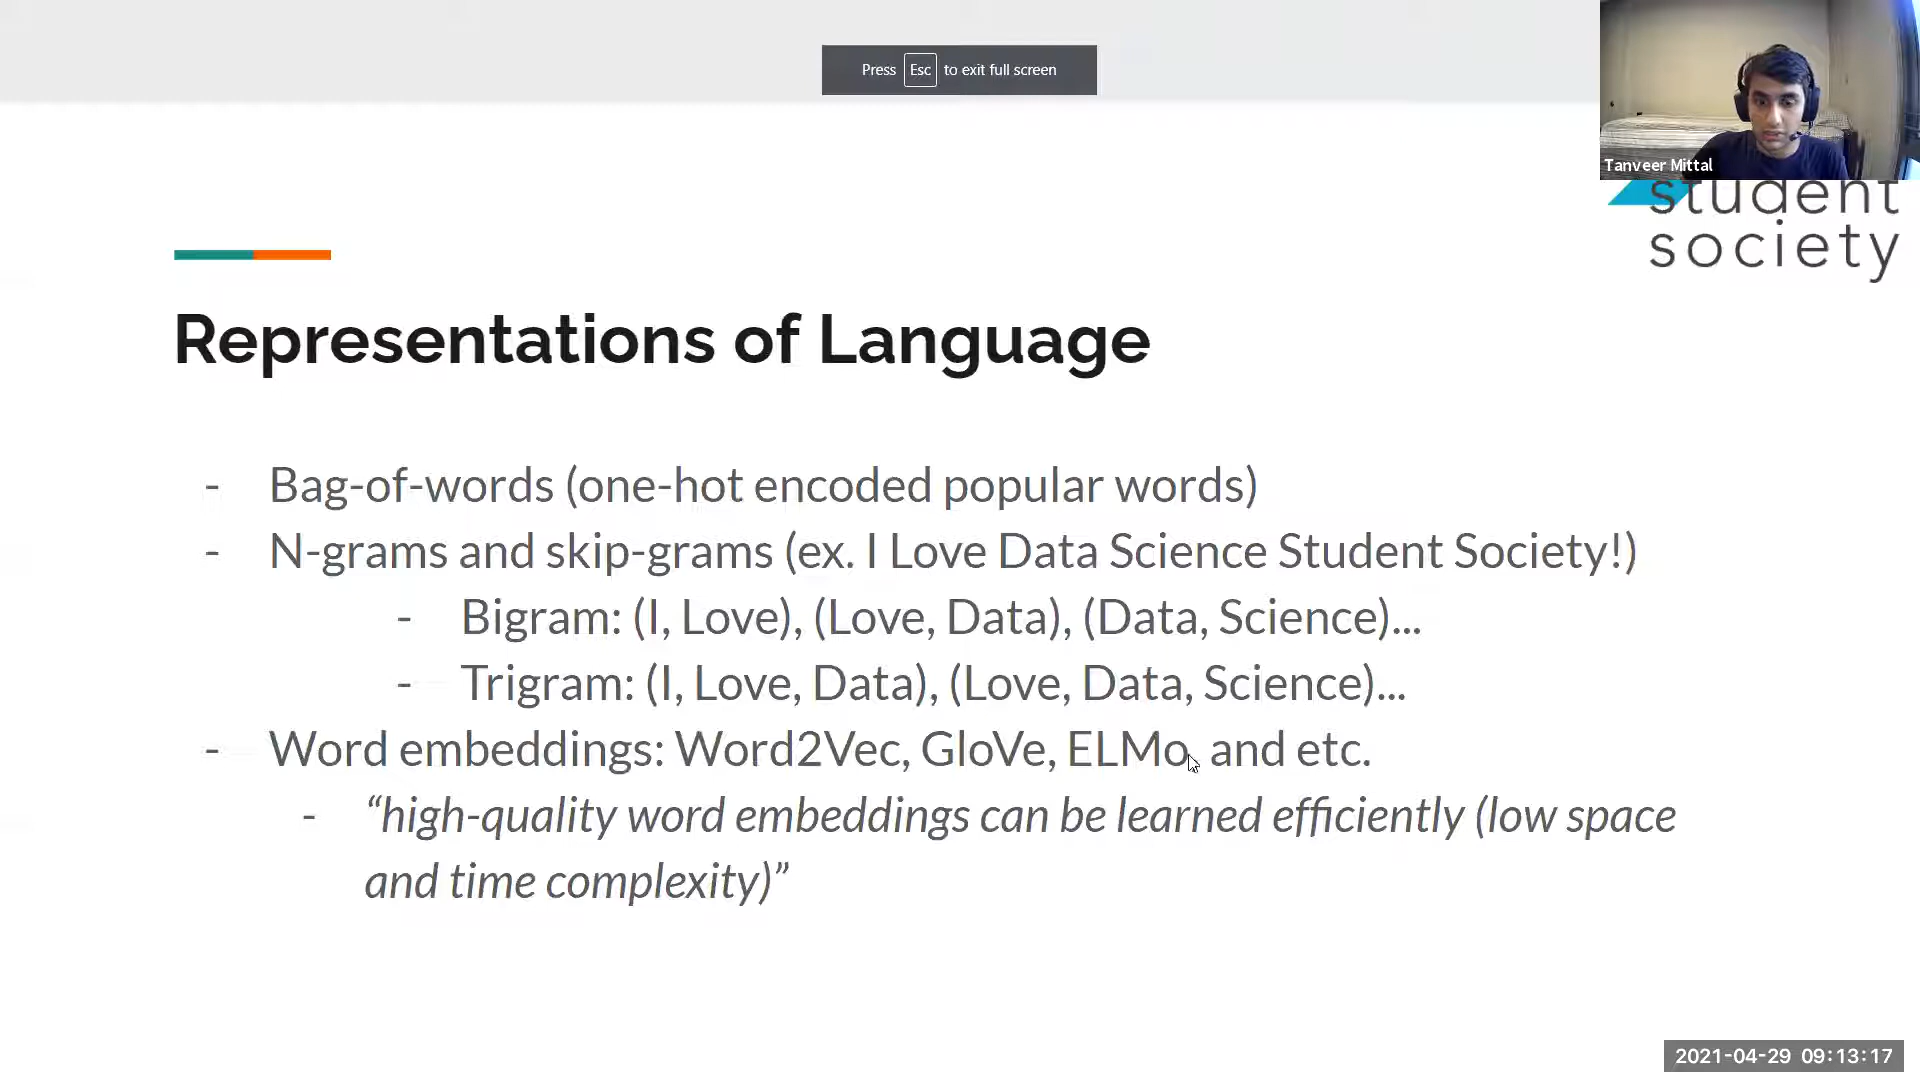 Press Esc to exit full screen
Tanveer Mittal
student
society
Representations of Language
- Bag-of-words (one-hot encoded popular words)
- N-grams and skip-grams (ex. I Love Data Science Student Society!)
- Bigram: (I, Love), (Love, Data), (Data, Science)...
- Trigram: (I, Love, Data), (Love, Data, Science)...
- Word embeddings: Word2Vec, GloVe, ELMo, and etc.
- “high-quality word embeddings can be learned efficiently (low space
and time complexity)”
2021-04-29 09:13:17